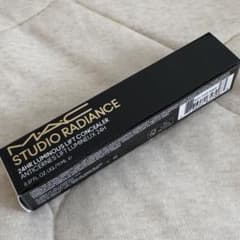 MAC
STUDIO RADIANCE
24HR LUMINOUS LIFT CONCEALER
ANTICERNES LIFT LUMINEUX 24H